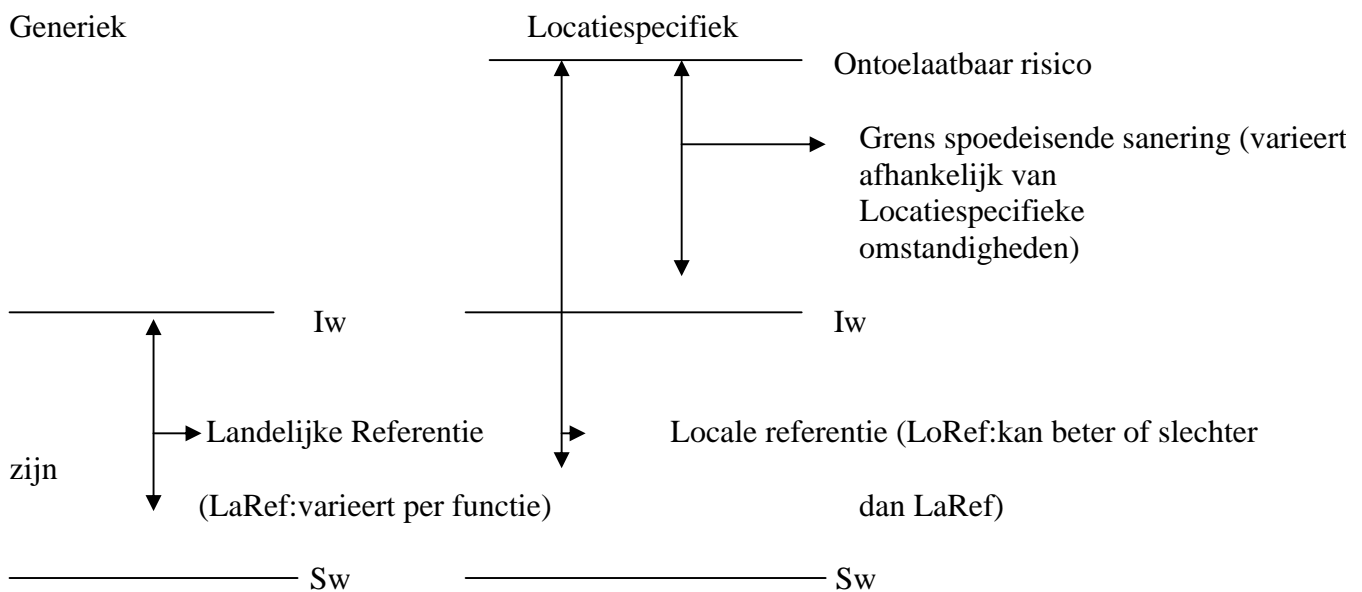 Generiek Locatiespecifiek
Ontoelaatbaar risico
Grens spoedeisende sanering (varieert
afhankelijk van
Locatiespecifieke
omstandigheden)
Iw Iw
Landelijke Referentie Locale referentie (LoRef:kan beter of slechter
zijn
(LaRef:varieert per functie) dan LaRef)
Sw Sw